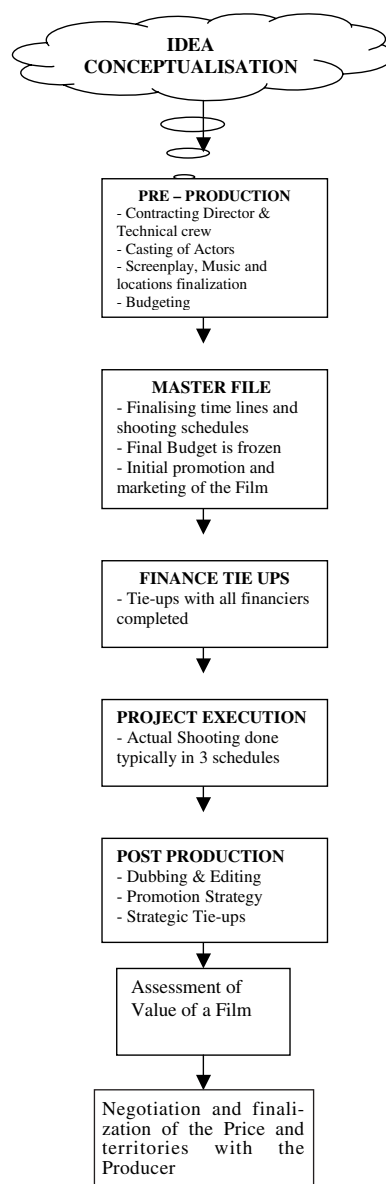 IDEA
CONCEPTUALISATION
PRE – PRODUCTION
- Contracting Director &
Technical crew
- Casting of Actors
- Screenplay, Music and
locations finalization
- Budgeting
MASTER FILE
- Finalising time lines and
shooting schedules
- Final Budget is frozen
- Initial promotion and
marketing of the Film
FINANCE TIE UPS
- Tie-ups with all financiers
completed
PROJECT EXECUTION
- Actual Shooting done
typically in 3 schedules
POST PRODUCTION
- Dubbing & Editing
- Promotion Strategy
- Strategic Tie-ups
Assessment of
Value of a Film
Negotiation and finali-
zation of the Price and
territories with the
Producer